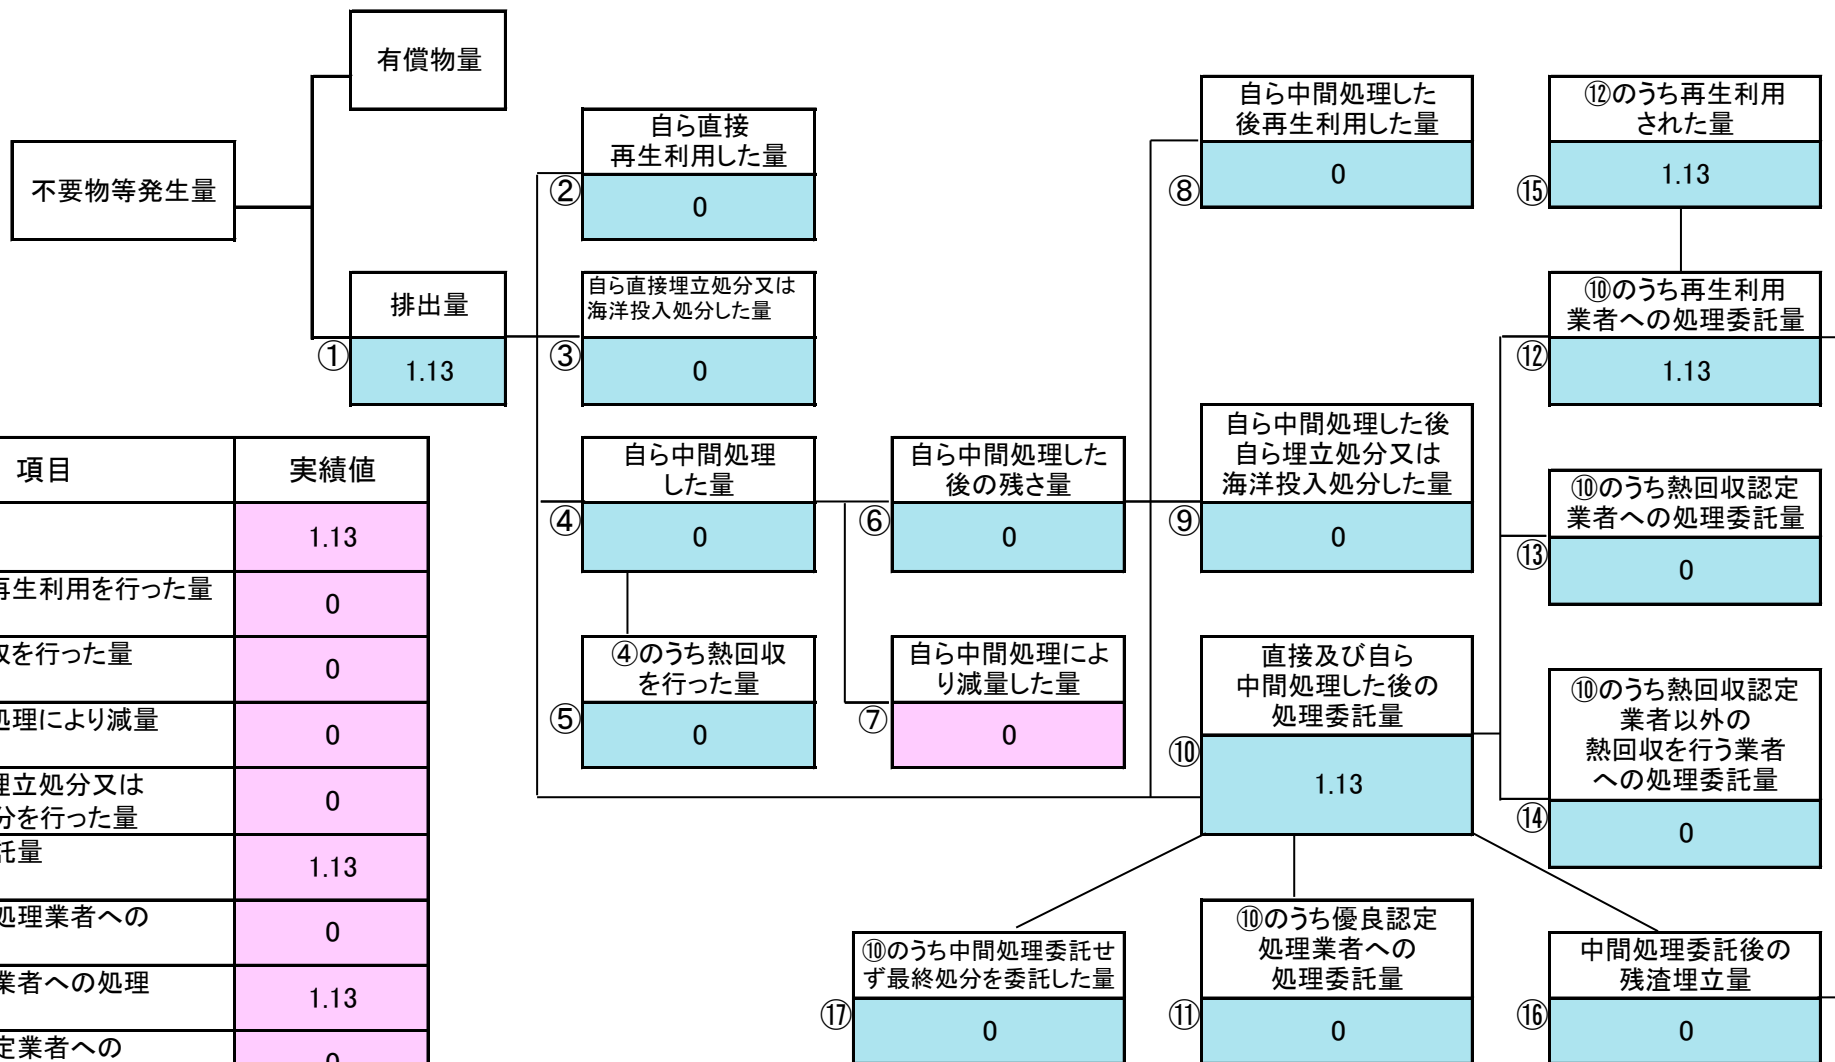 有償物量
不要物等発生量
排出量
①
1.13
自ら直接
再生利用した量
②
0
自ら直接埋立処分又は
海洋投入処分した量
③
0
自ら中間処理
した量
④
0
④のうち熱回収
を行った量
⑤
0
自ら中間処理した
後の残さ量
⑥
0
自ら中間処理によ
り減量した量
⑦
0
自ら中間処理した
後再生利用した量
⑧
0
自ら中間処理した後
自ら埋立処分又は
海洋投入処分した量
⑨
0
直接及び自ら
中間処理した後の
処理委託量
⑩
1.13
⑫のうち再生利用
された量
⑮
1.13
⑩のうち再生利用
業者への処理委託量
⑫
1.13
⑩のうち熱回収認定
業者への処理委託量
⑬
0
⑩のうち熱回収認定
業者以外の
熱回収を行う業者
への処理委託量
⑭
0
⑩のうち中間処理委託せ
ず最終処分を委託した量
⑰
0
⑩のうち優良認定
処理業者への
処理委託量
⑪
0
中間処理委託後の
残渣埋立量
⑯
0
項目 実績値
1.13
再生利用を行った量
0
を行った量
0
処理により減量
0
埋立処分又は
分を行った量
0
託量
1.13
処理業者への
0
業者への処理
1.13
定業者への
0